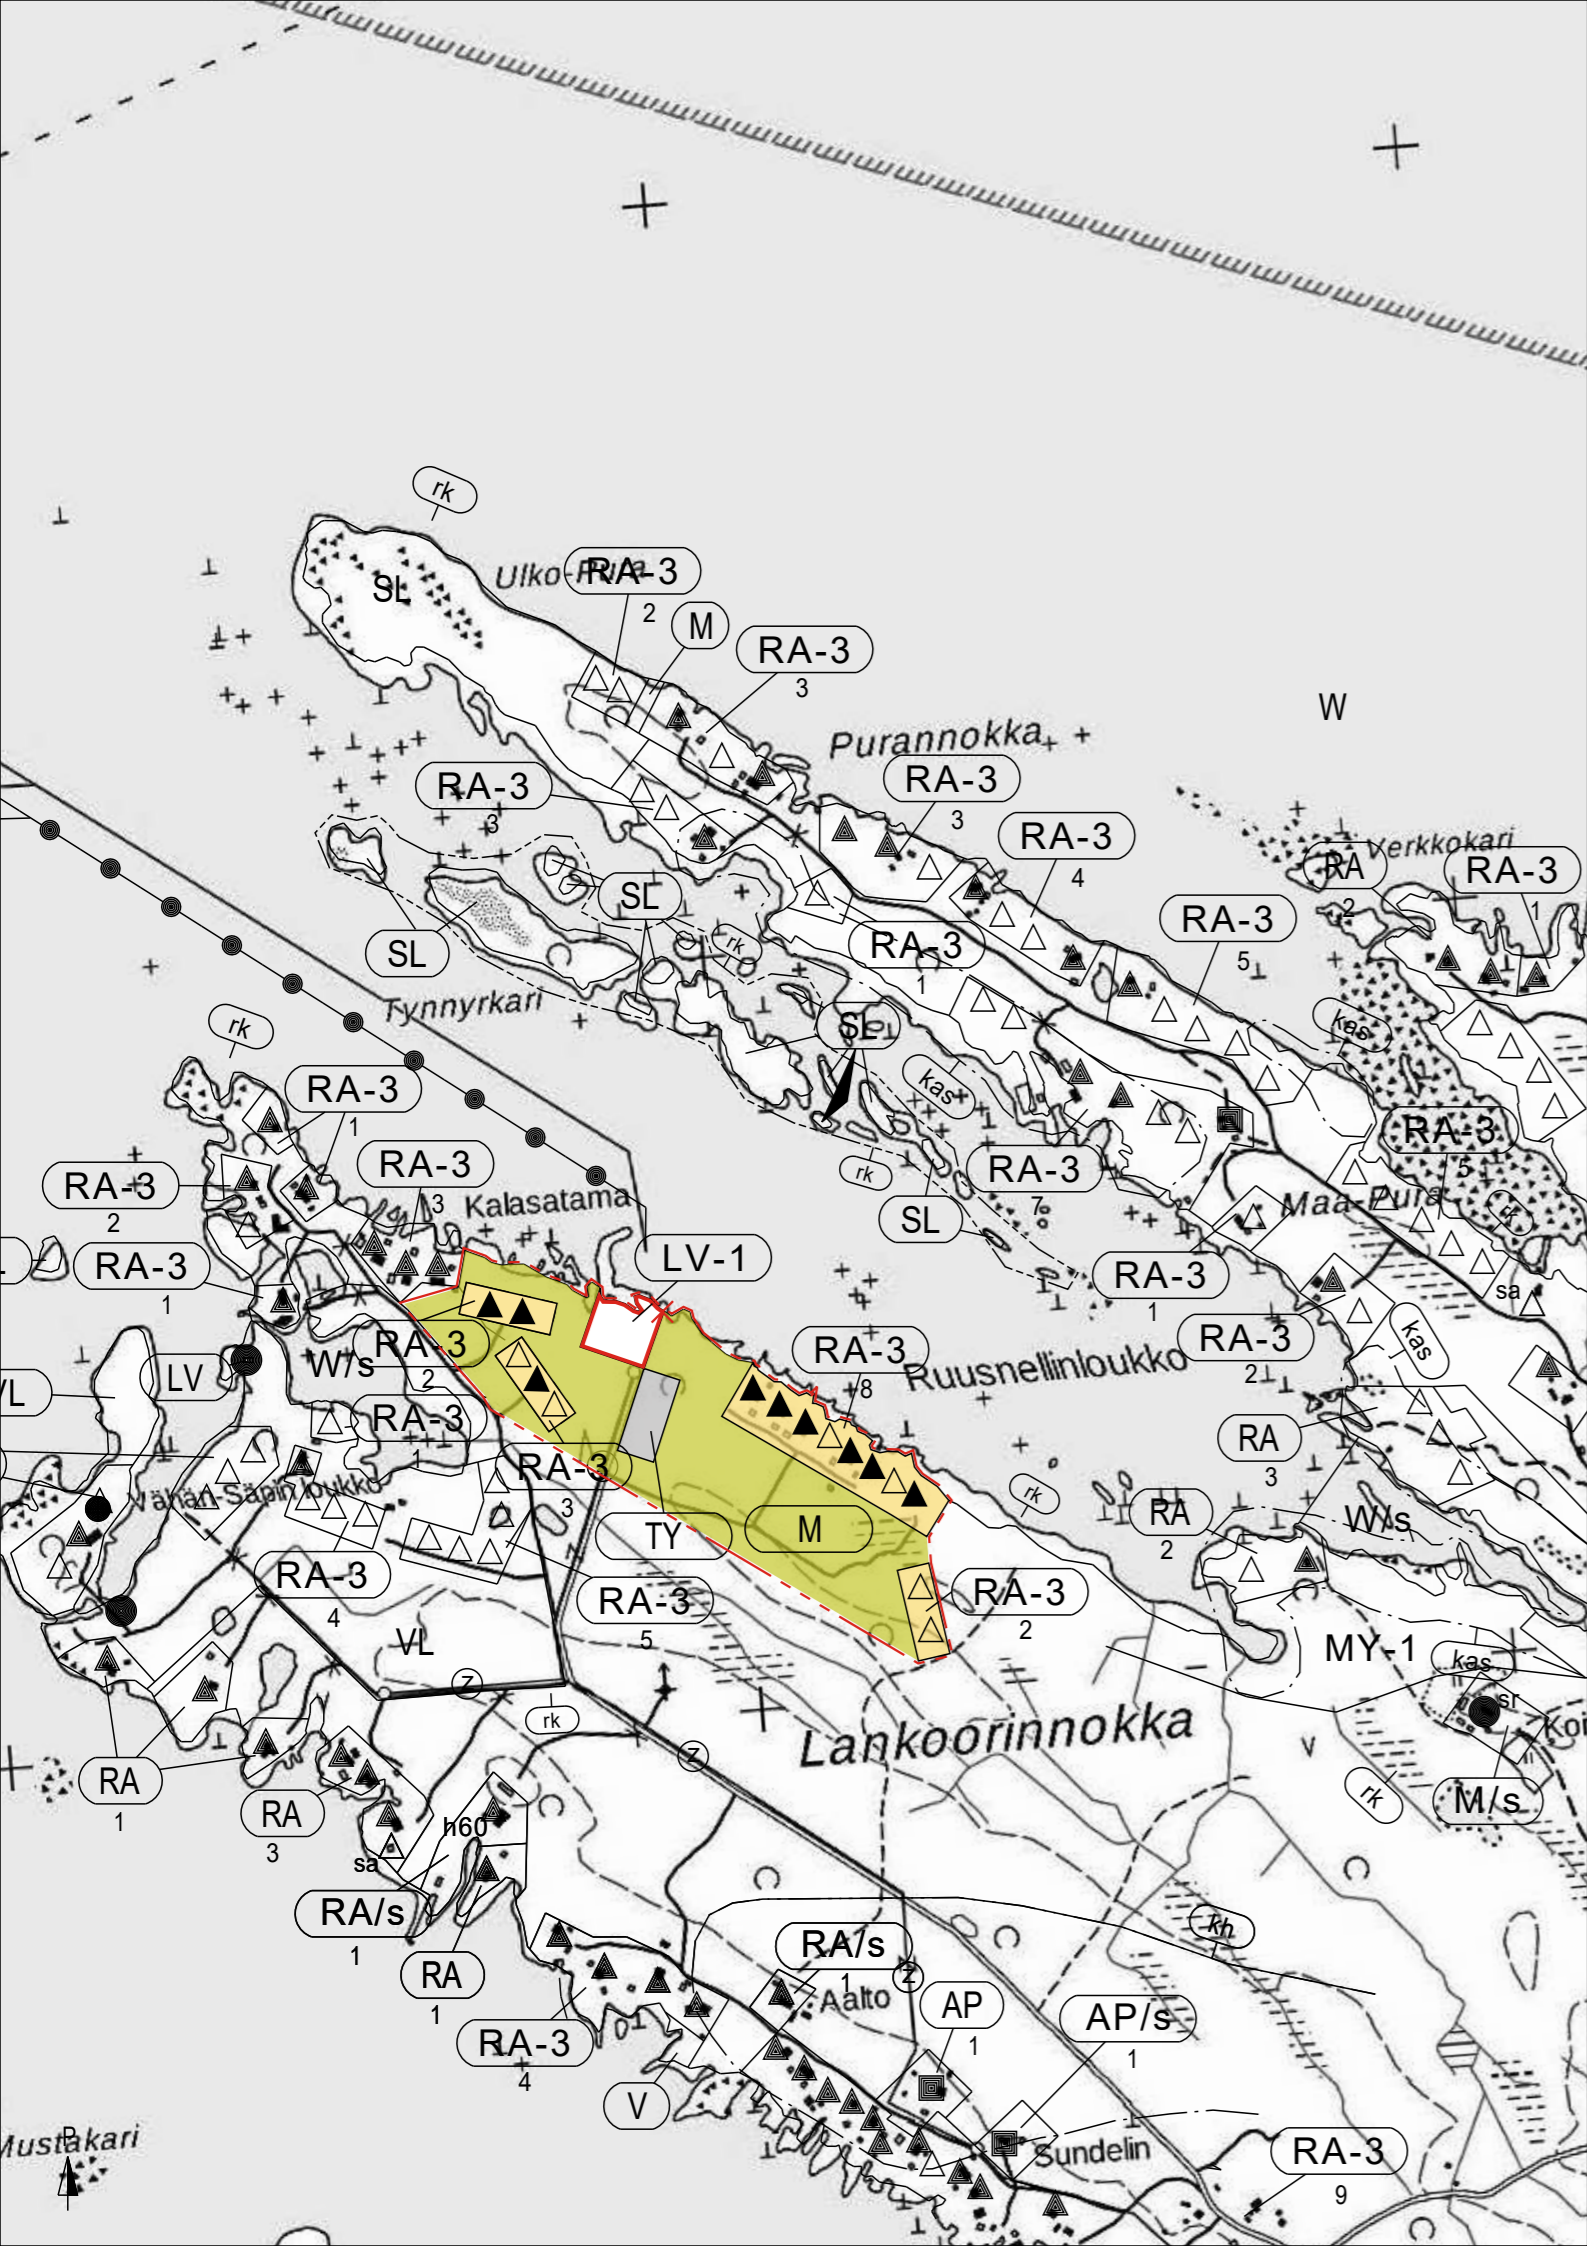 rk
Ulko-Pura
RA-3
2
SL
M
RA-3
3
W
Purannokka
RA-3
3
RA-3
3
RA-3
4
Verkkokari
RA
2
RA-3
1
SL
RA-3
5
SL
rk
RA-3
1
Tynnyrkari
rk
SL
kas
kas
RA-3
1
RA-3
5
RA-3
3
rk
RA-3
7
RA-3
2
Kalasatama
SL
Maa-Pura
rk
LV-1
RA-3
1
RA-3
1
sa
RA-3
2
RA-3
8
RA-3
2
kas
Ruusnellinloukko
W/s
LV
VL
RA-3
1
RA
3
RA-3
3
Vähän-Säpin loukko
rk
RA
2
W/s
TY
M
RA-3
4
RA-3
5
RA-3
2
VL
MY-1
kas
z
z
sr
rk
Lankoorinnokka
v
Koi
z
RA
1
rk
M/s
RA
3
h60
sa
RA/s
1
kh
RA/s
1
z
RA
1
Aalto
AP
1
AP/s
1
RA-3
4
V
P
Mustakari
Sundelin
RA-3
9